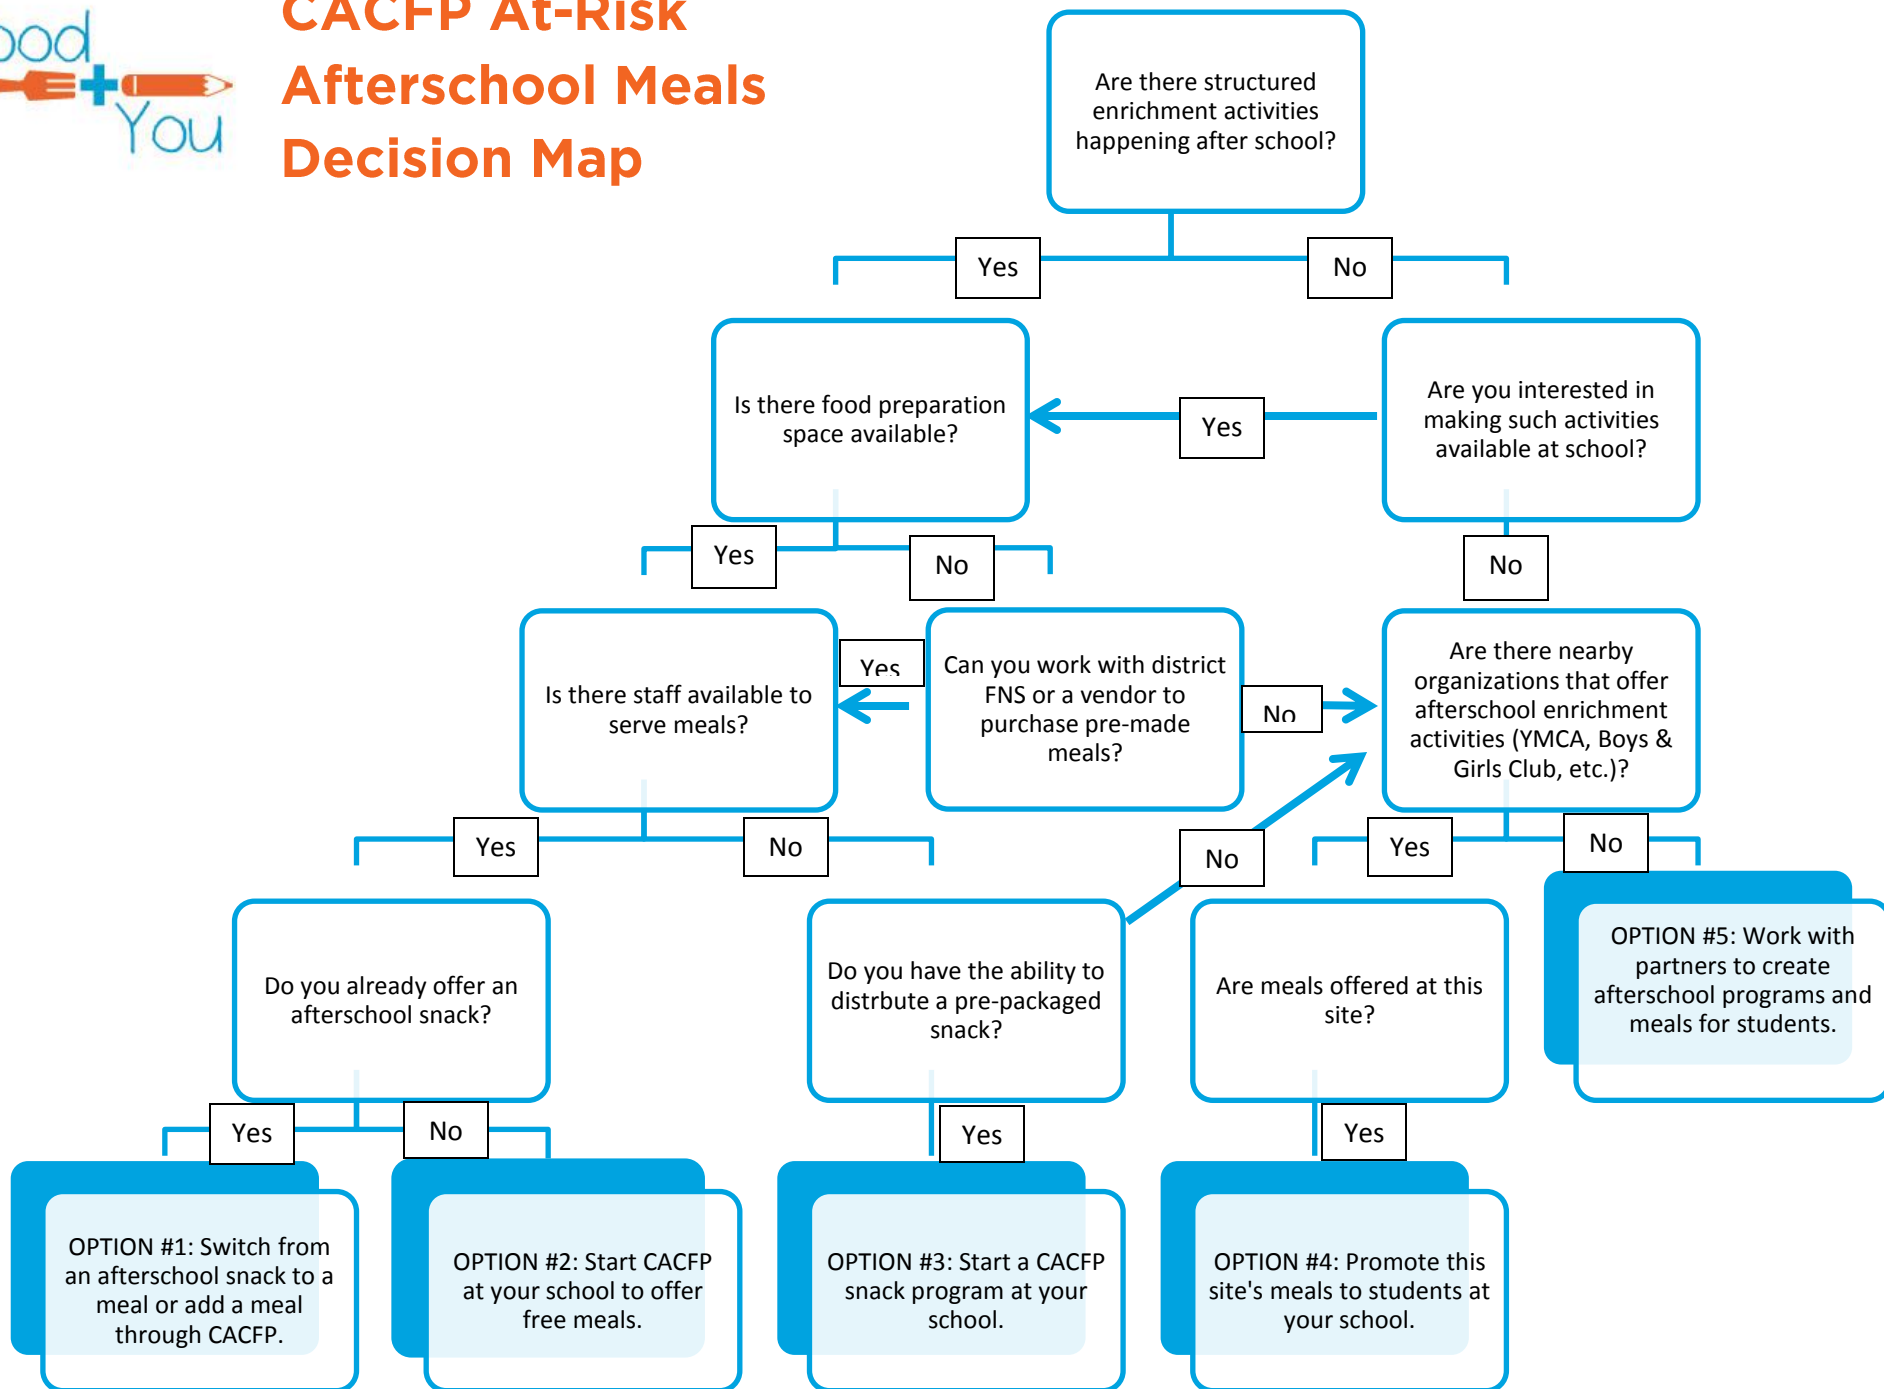 You
CACFP At-Risk
Afterschool Meals
Decision Map
Are there structured
enrichment activities
happening after school?
Yes
No
Is there food preparation
space available?
Yes
Are you interested in
making such activities
available at school?
Yes
No
No
Is there staff available to
serve meals?
Yes
Can you work with district
FNS or a vendor to
purchase pre-made
meals?
No
Are there nearby
organizations that offer
afterschool enrichment
activities (YMCA, Boys &
Girls Club, etc.)?
Yes
No
No
Yes
No
Do you already offer an
afterschool snack?
Do you have the ability to
distrbute a pre-packaged
snack?
Are meals offered at this
site?
OPTION #5: Work with
partners to create
afterschool programs and
meals for students.
Yes
No
Yes
Yes
OPTION #1: Switch from
an afterschool snack to a
meal or add a meal
through CACFP.
OPTION #2: Start CACFP
at your school to offer
free meals.
OPTION #3: Start a CACFP
snack program at your
school.
OPTION #4: Promote this
site's meals to students at
your school.